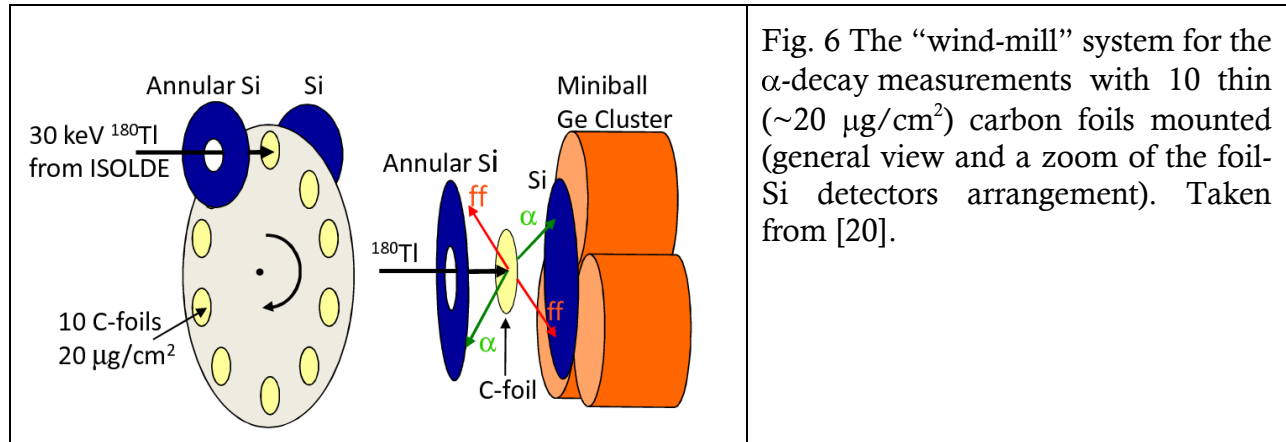 Annular Si
Si
30 keV ¹⁸⁰Tl
from ISOLDE
10 C-foils
20 μg/cm²
Miniball
Ge Cluster
Annular Si
Si
ff
α
¹⁸⁰Tl
ff
α
C-foil
Fig. 6 The “wind-mill” system for the
α-decay measurements with 10 thin
(~20 μg/cm²) carbon foils mounted
(general view and a zoom of the foil-
Si detectors arrangement). Taken
from [20].